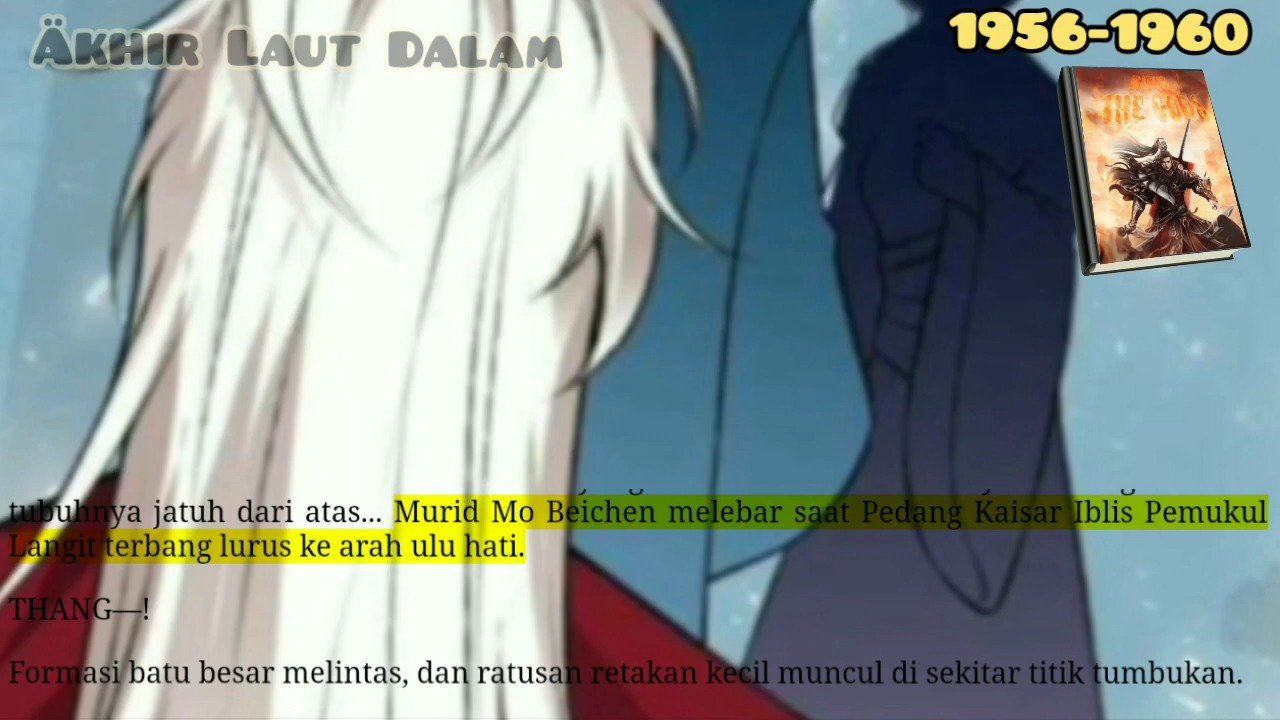 Äkhir Laut Dalam
1956-1960
THE GODS
tubuhnya jatuh dari atas... Murid Mo Beichen melebar saat Pedang Kaisar Iblis Pemukul
Langit terbang lurus ke arah ulu hati.
THANG—!
Formasi batu besar melintas, dan ratusan retakan kecil muncul di sekitar titik tumbukan.